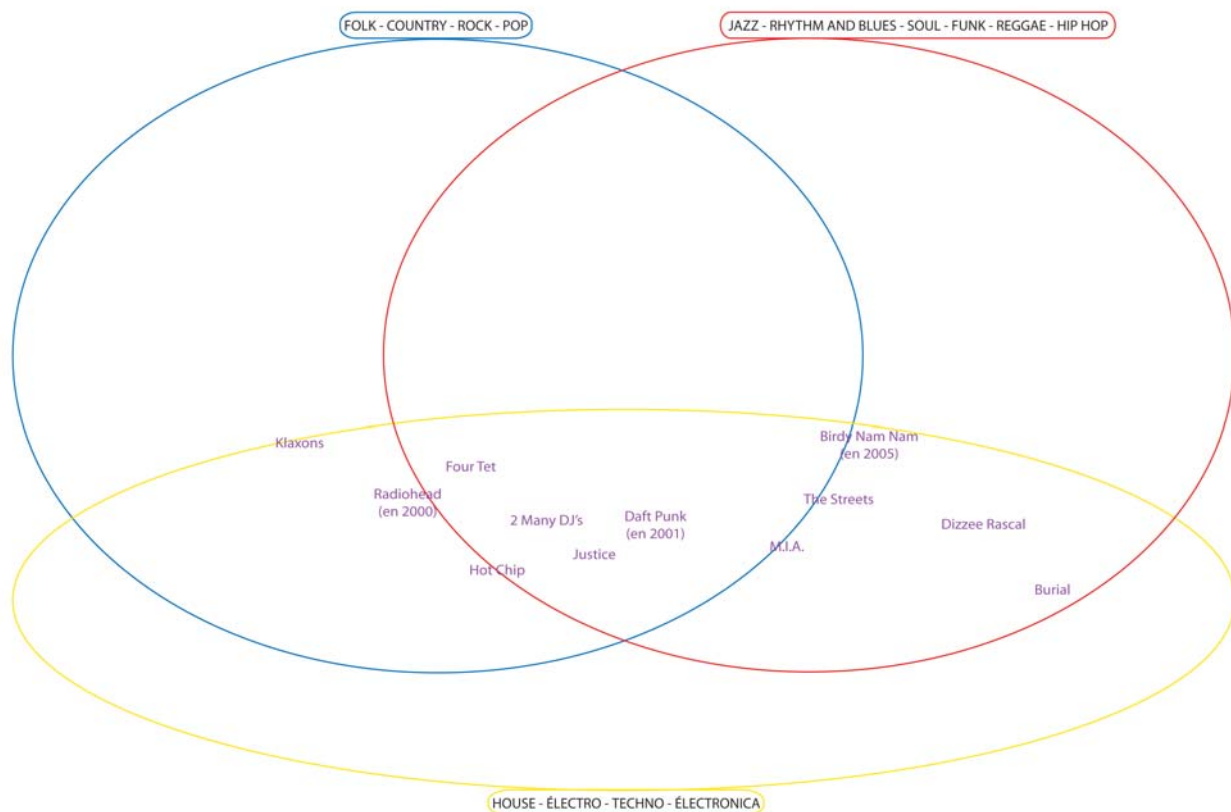 FOLK - COUNTRY - ROCK - POP
JAZZ - RHYTHM AND BLUES - SOUL - FUNK - REGGAE - HIP HOP
Klaxons
Birdy Nam Nam
(en 2005)
Four Tet
Radiohead
(en 2000)
The Streets
2 Many DJ's
Daft Punk
(en 2001)
Dizzee Rascal
Justice
M.I.A.
Hot Chip
Burial
HOUSE - ÉLECTRO - TECHNO - ÉLECTRONICA